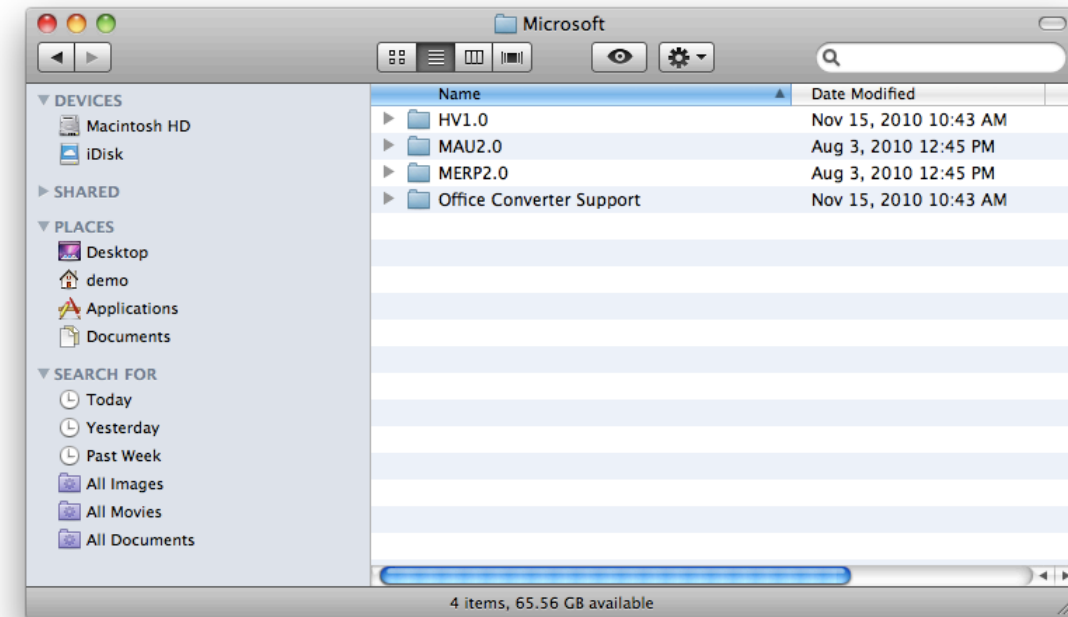 Microsoft
Name Date Modified
DEVICES
Macintosh HD
iDisk
SHARED
PLACES
Desktop
demo
Applications
Documents
SEARCH FOR
Today
Yesterday
Past Week
All Images
All Movies
All Documents
HV1.0 Nov 15, 2010 10:43 AM
MAU2.0 Aug 3, 2010 12:45 PM
MERP2.0 Aug 3, 2010 12:45 PM
Office Converter Support Nov 15, 2010 10:43 AM
4 items, 65.56 GB available